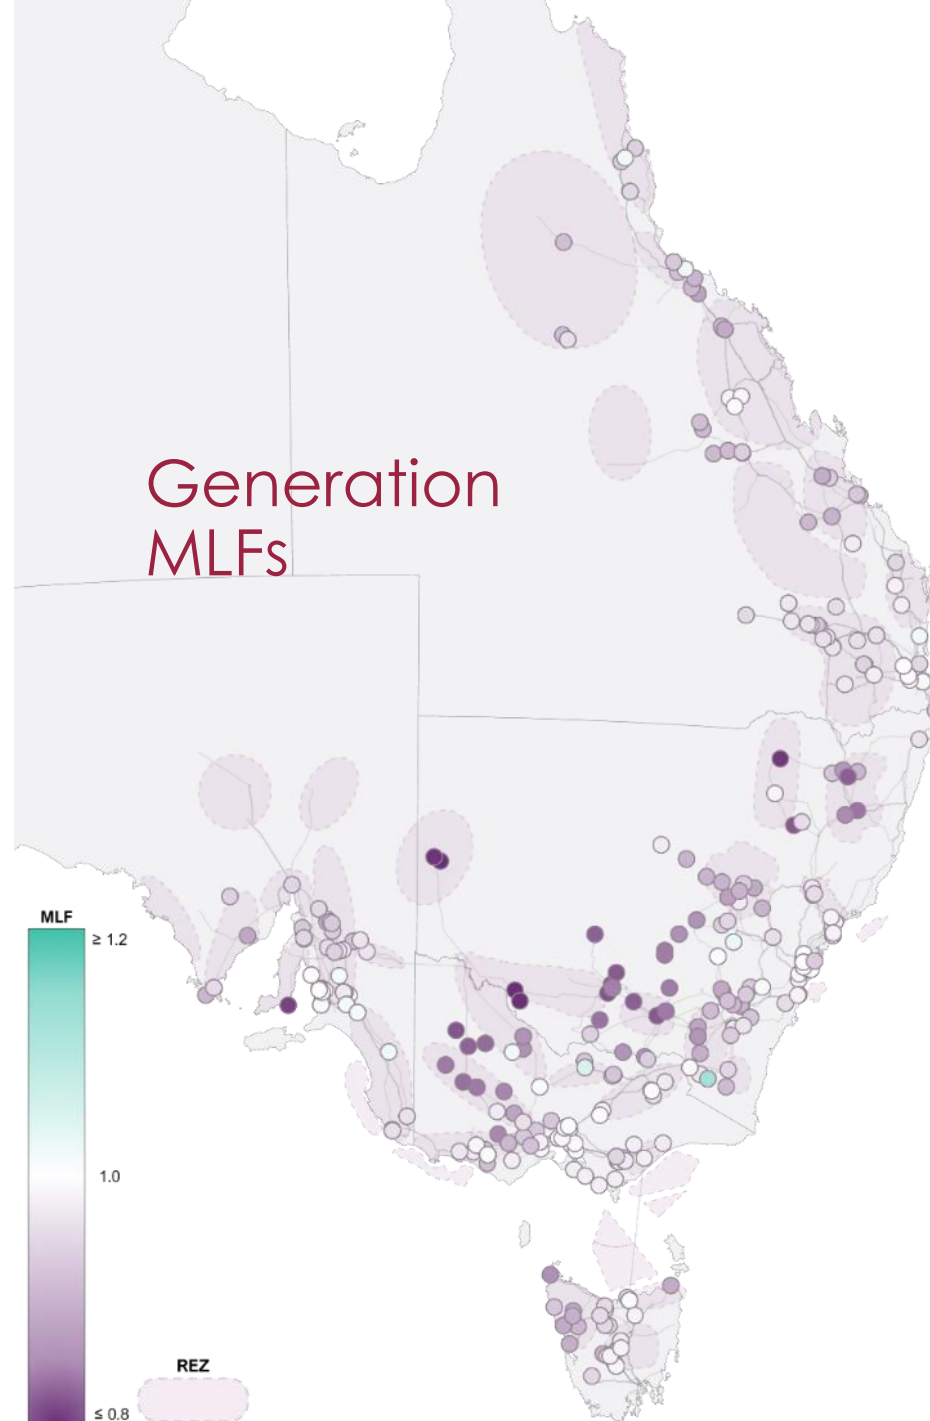 Generation
MLFs
MLF
≥ 1.2
1.0
REZ
≤ 0.8